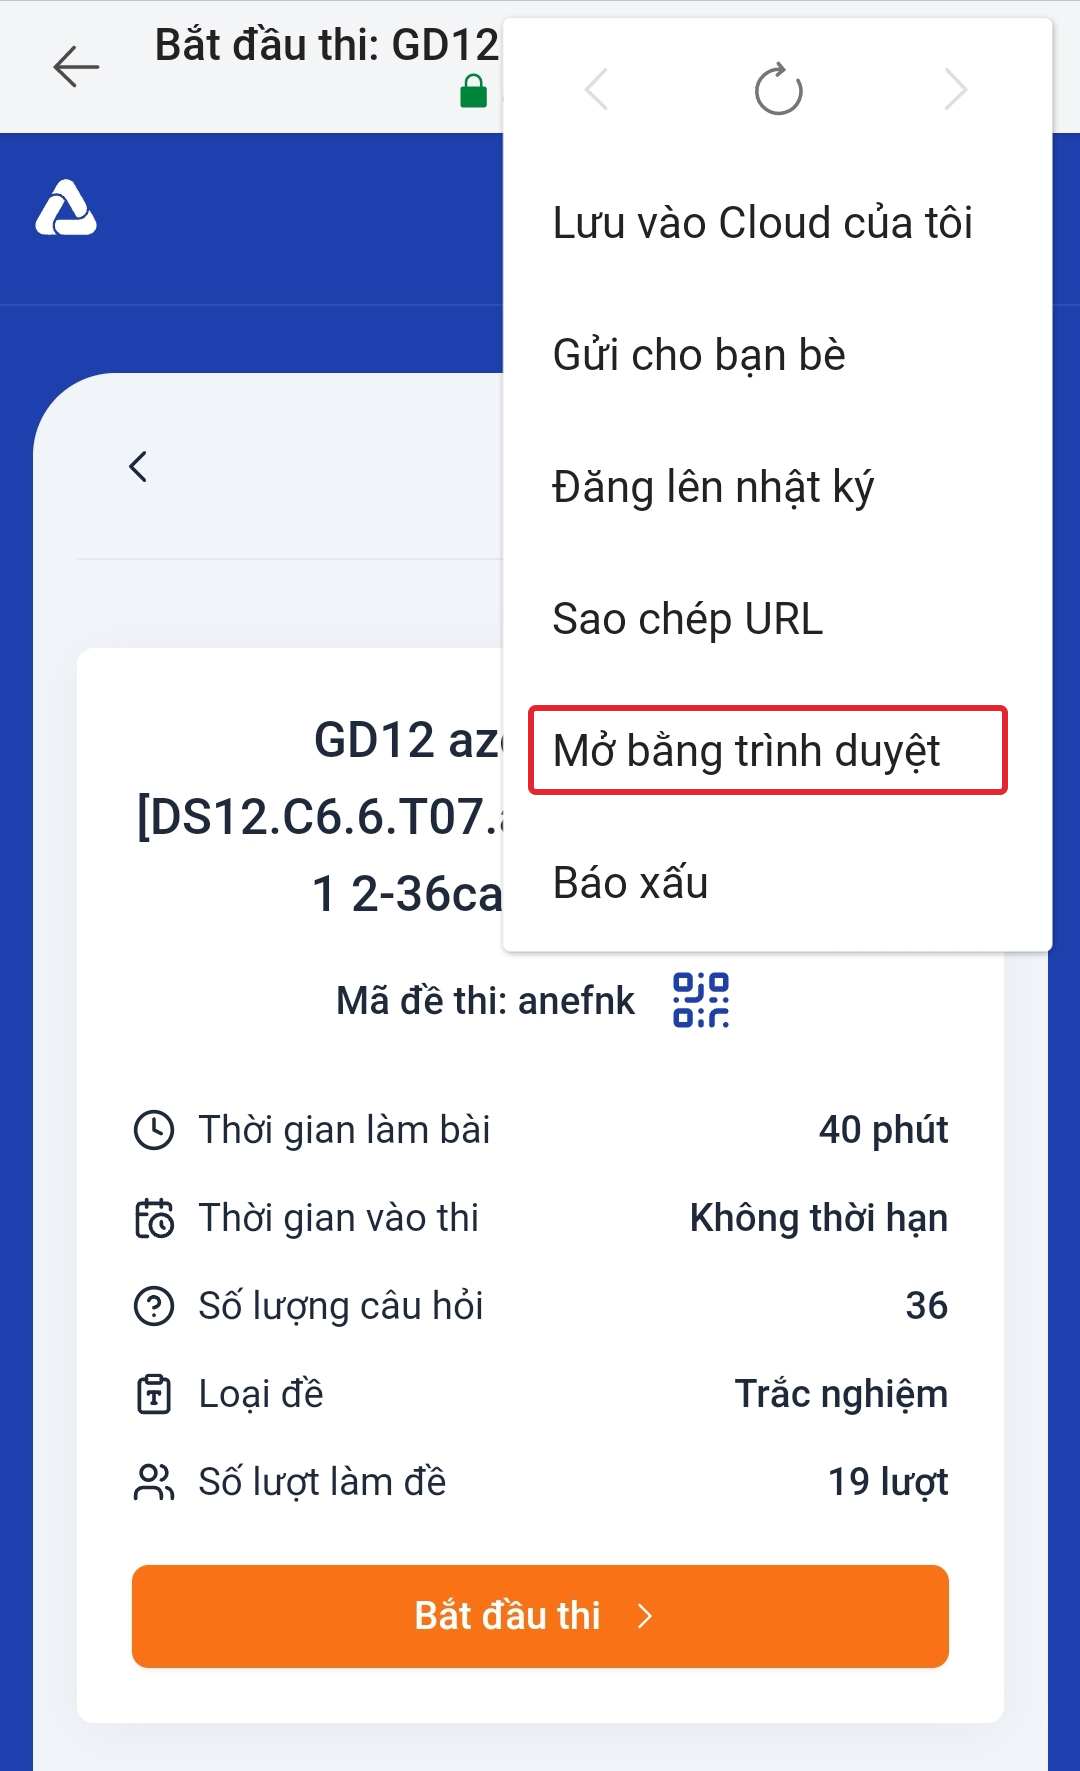 Bắt đầu thi: GD12
Lưu vào Cloud của tôi
Gửi cho bạn bè
Đăng lên nhật ký
Sao chép URL
Mở bằng trình duyệt
Báo xấu
GD12
[DS12.C6.6.T07.
1 2-36ca
Mã đề thi: anefnk
Thời gian làm bài 40 phút
Thời gian vào thi Không thời hạn
Số lượng câu hỏi 36
Loại đề Trắc nghiệm
Số lượt làm đề 19 lượt
Bắt đầu thi